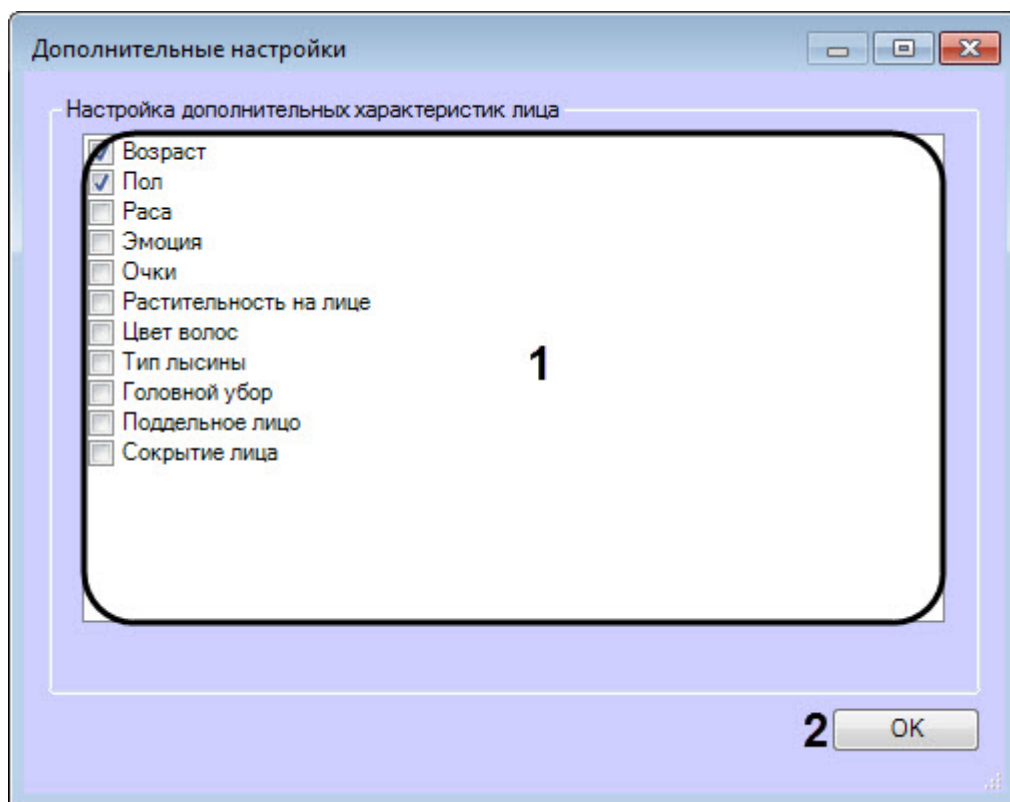 Дополнительные настройки
Настройка дополнительных характеристик лица
Возраст
Пол
Раса
Эмоция
Очки
Растительность на лице
Цвет волос
Тип лысины
Головной убор
Поддельное лицо
Сокрытие лица
1
2 OK